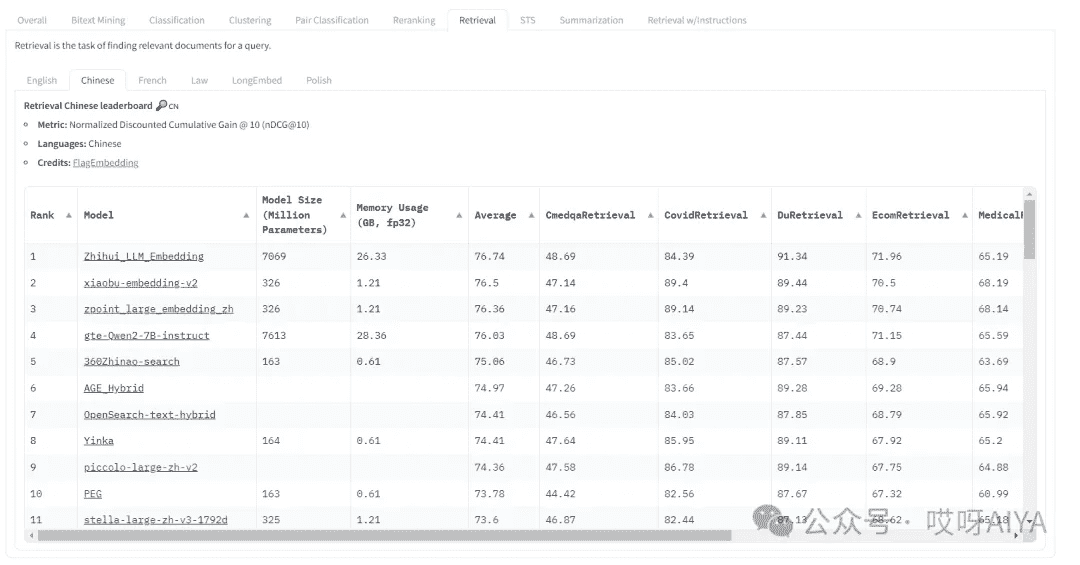 Overall Bitext Mining Classification Clustering Pair Classification Reranking Retrieval STS Summarization Retrieval w/Instructions
Retrieval is the task of finding relevant documents for a query.
English Chinese French Law LongEmbed Polish
Retrieval Chinese leaderboard 🔎 CN
Metric: Normalized Discounted Cumulative Gain @ 10 (nDCG@10)
Languages: Chinese
Credits: FlagEmbedding
Rank Model Model Size (Million Parameters) Memory Usage (GB, fp32) Average CmedqaRetrieval CovidRetrieval DuRetrieval EcomRetrieval
1 Zhihui_LLM_Embedding 7069 26.33 76.74 48.69 84.39 91.34 71.96 65.19
2 xiaobu-embedding-v2 326 1.21 76.5 47.14 89.4 89.44 70.5 68.19
3 zpoint_large_embedding_zh 326 1.21 76.36 47.16 89.14 89.23 70.74 68.14
4 gte-Qwen2-7B-instruct 7613 28.36 76.03 48.69 83.65 87.44 71.15 65.59
5 360Zhinao-search 163 0.61 75.06 46.73 85.02 87.57 68.9 63.69
6 AGE_Hybrid 74.97 47.26 83.66 89.28 69.28 65.94
7 OpenSearch-text-hybrid 74.41 46.56 84.03 87.85 68.79 65.92
8 Yinka 164 0.61 74.41 47.64 85.95 89.11 67.92 65.2
9 piccolo-large-zh-v2 74.36 47.58 86.78 89.14 67.75 64.88
10 PEG 163 0.61 73.78 44.42 82.56 87.67 67.32 60.99
11 stella-large-zh-v3-1792d 325 1.21 73.6 46.87 82.44 87.13 68.62 65.18
公众号 · 哎呀AIYA